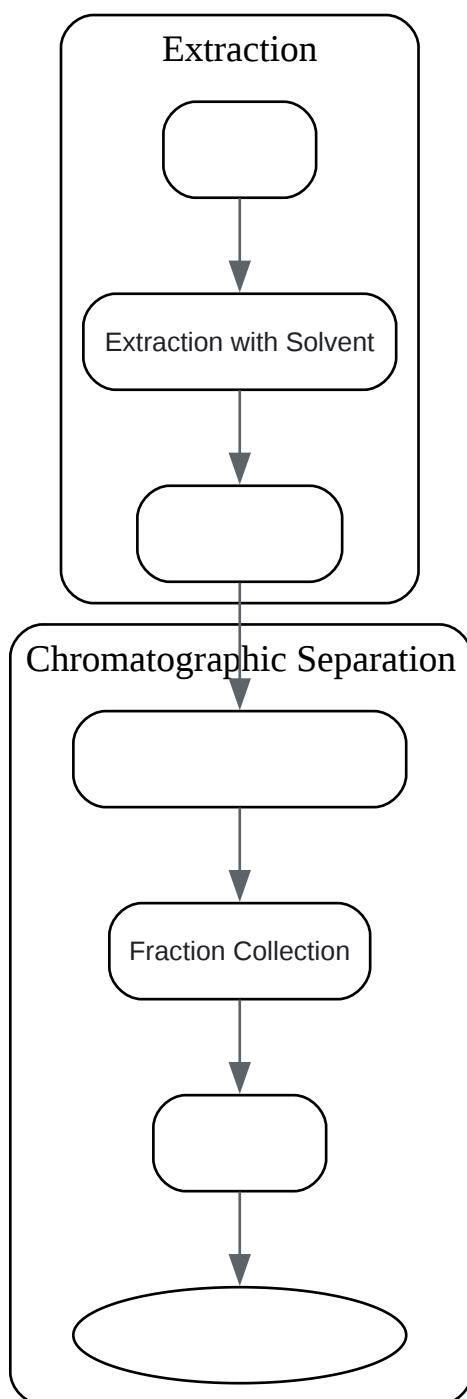 Extraction
Extraction with Solvent
Chromatographic Separation
Fraction Collection